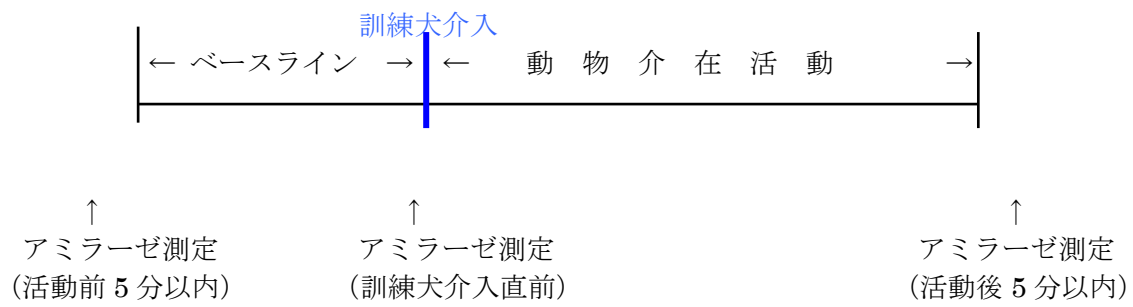 訓練犬介入
← ベースライン → ← 動物介在活動 →
↑ ↑ ↑
アミラーゼ測定 アミラーゼ測定 アミラーゼ測定
(活動前 5 分以内) (訓練犬介入直前) (活動後 5 分以内)